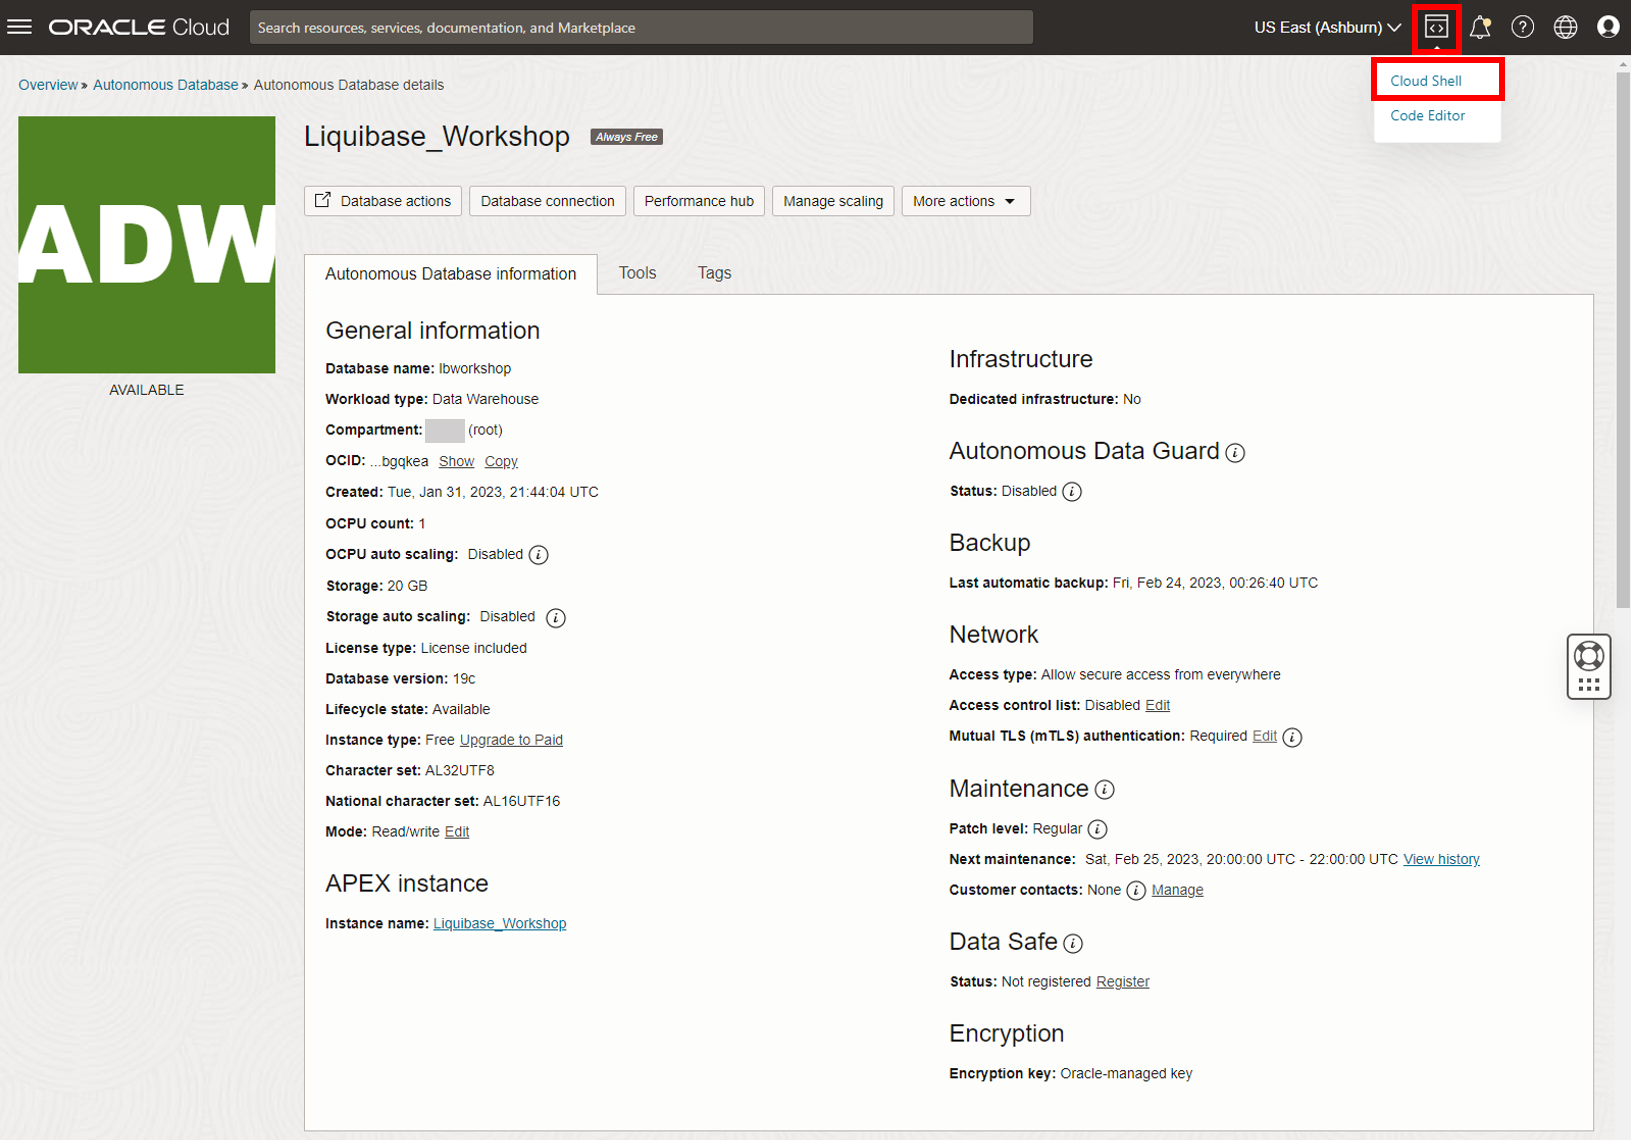 ORACLE Cloud
Search resources, services, documentation, and Marketplace
US East (Ashburn)
Cloud Shell
Code Editor
Overview » Autonomous Database » Autonomous Database details
ADW
AVAILABLE
Liquibase_Workshop
Always Free
Database actions
Database connection
Performance hub
Manage scaling
More actions
Autonomous Database information
Tools
Tags
General information
Database name: lbworkshop
Workload type: Data Warehouse
Compartment: (root)
OCID: ...bgqkea Show Copy
Created: Tue, Jan 31, 2023, 21:44:04 UTC
OCPU count: 1
OCPU auto scaling: Disabled
Storage: 20 GB
Storage auto scaling: Disabled
License type: License included
Database version: 19c
Lifecycle state: Available
Instance type: Free Upgrade to Paid
Character set: AL32UTF8
National character set: AL16UTF16
Mode: Read/write Edit
APEX instance
Instance name: Liquibase_Workshop
Infrastructure
Dedicated infrastructure: No
Autonomous Data Guard
Status: Disabled
Backup
Last automatic backup: Fri, Feb 24, 2023, 00:26:40 UTC
Network
Access type: Allow secure access from everywhere
Access control list: Disabled Edit
Mutual TLS (mTLS) authentication: Required Edit
Maintenance
Patch level: Regular
Next maintenance: Sat, Feb 25, 2023, 20:00:00 UTC - 22:00:00 UTC View history
Customer contacts: None Manage
Data Safe
Status: Not registered Register
Encryption
Encryption key: Oracle-managed key